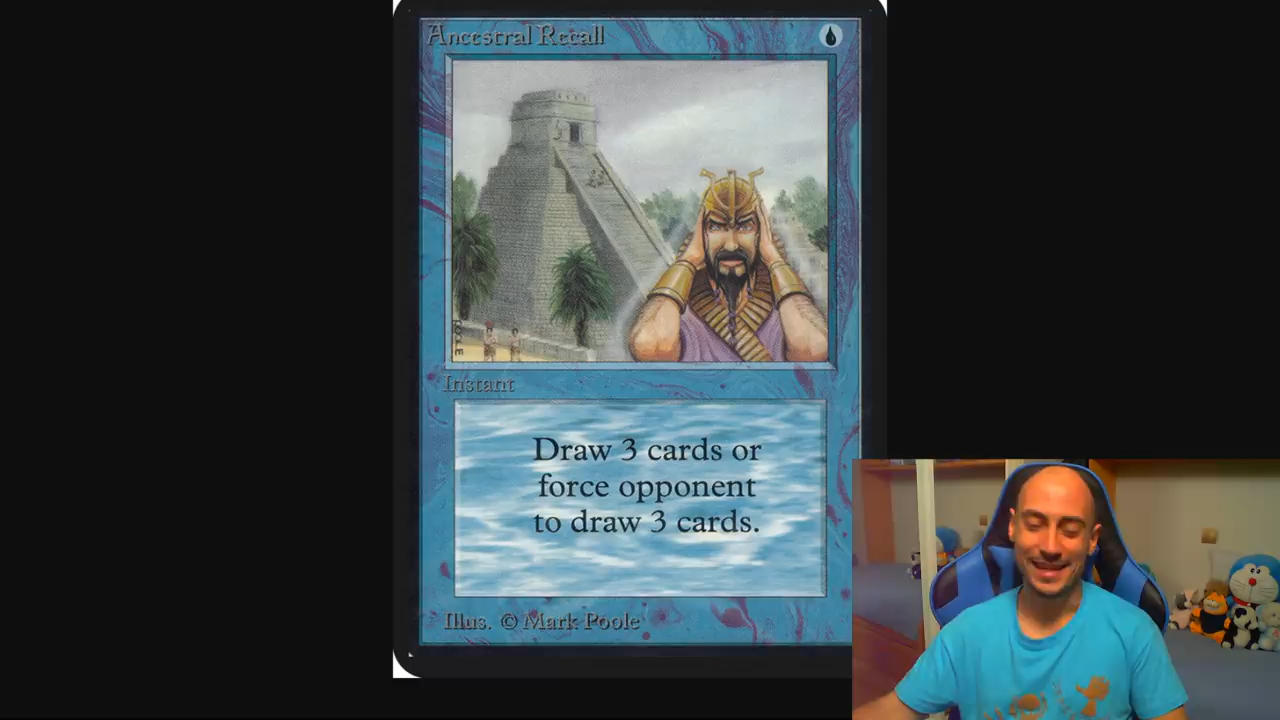 Ancestral Recall
Instant
Draw 3 cards or
force opponent
to draw 3 cards.
Illus. © Mark Poole